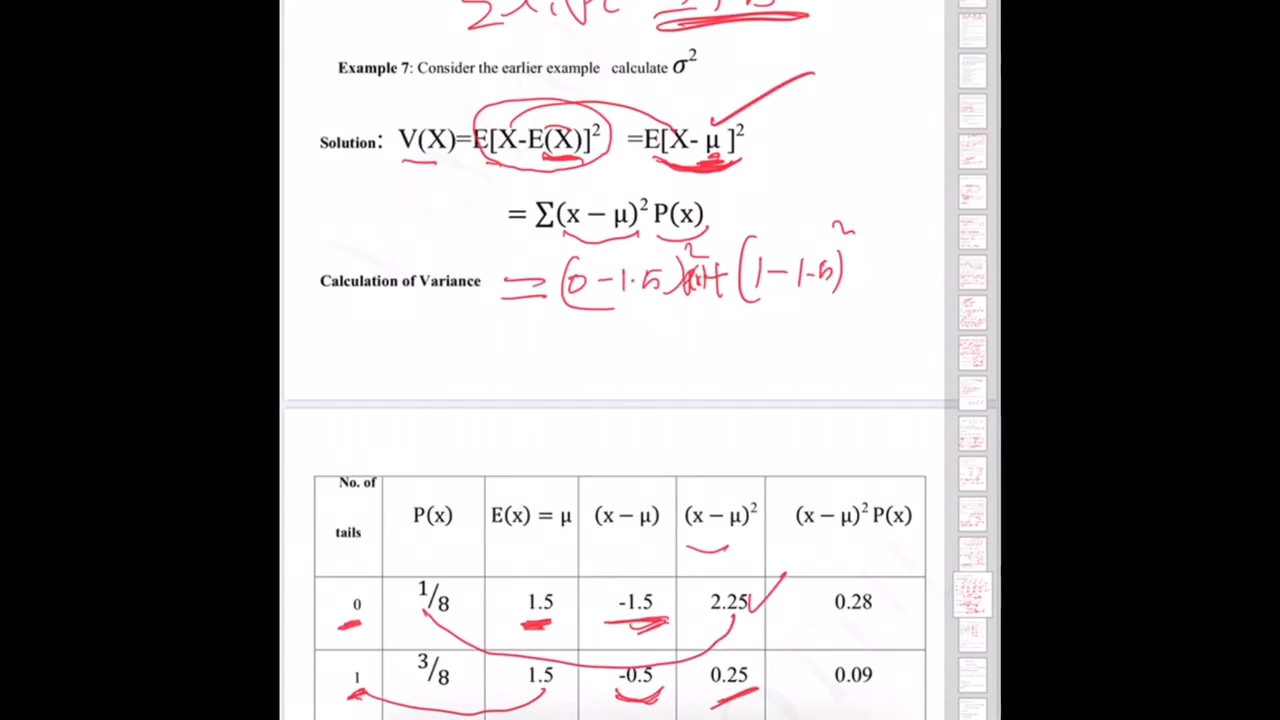 Example 7: Consider the earlier example calculate σ²
Solution: V(X)=E[X-E(X)]² =E[X- μ ]²
= Σ(x − μ)² P(x)
Calculation of Variance = (0-1.5)² + (1-1.5)²
No. of tails P(x) E(x) = μ (x − μ) (x − μ)² (x − μ)² P(x)
0 1/8 1.5 -1.5 2.25 0.28
1 3/8 1.5 -0.5 0.25 0.09